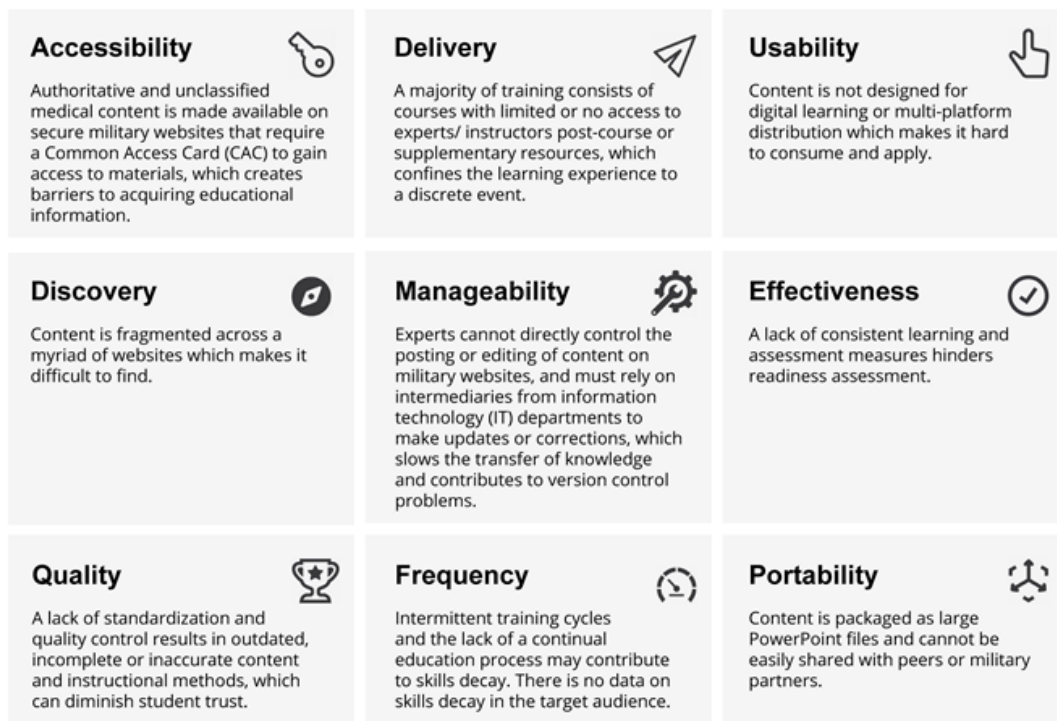 Accessibility
Authoritative and unclassified
medical content is made available on
secure military websites that require
a Common Access Card (CAC) to gain
access to materials, which creates
barriers to acquiring educational
information.
Delivery
A majority of training consists of
courses with limited or no access to
experts/ instructors post-course or
supplementary resources, which
confines the learning experience to
a discrete event.
Usability
Content is not designed for
digital learning or multi-platform
distribution which makes it hard
to consume and apply.
Discovery
Content is fragmented across a
myriad of websites which makes it
difficult to find.
Manageability
Experts cannot directly control the
posting or editing of content on
military websites, and must rely on
intermediaries from information
technology (IT) departments to
make updates or corrections, which
slows the transfer of knowledge
and contributes to version control
problems.
Effectiveness
A lack of consistent learning and
assessment measures hinders
readiness assessment.
Quality
A lack of standardization and
quality control results in outdated,
incomplete or inaccurate content
and instructional methods, which
can diminish student trust.
Frequency
Intermittent training cycles
and the lack of a continual
education process may contribute
to skills decay. There is no data on
skills decay in the target audience.
Portability
Content is packaged as large
PowerPoint files and cannot be
easily shared with peers or military
partners.